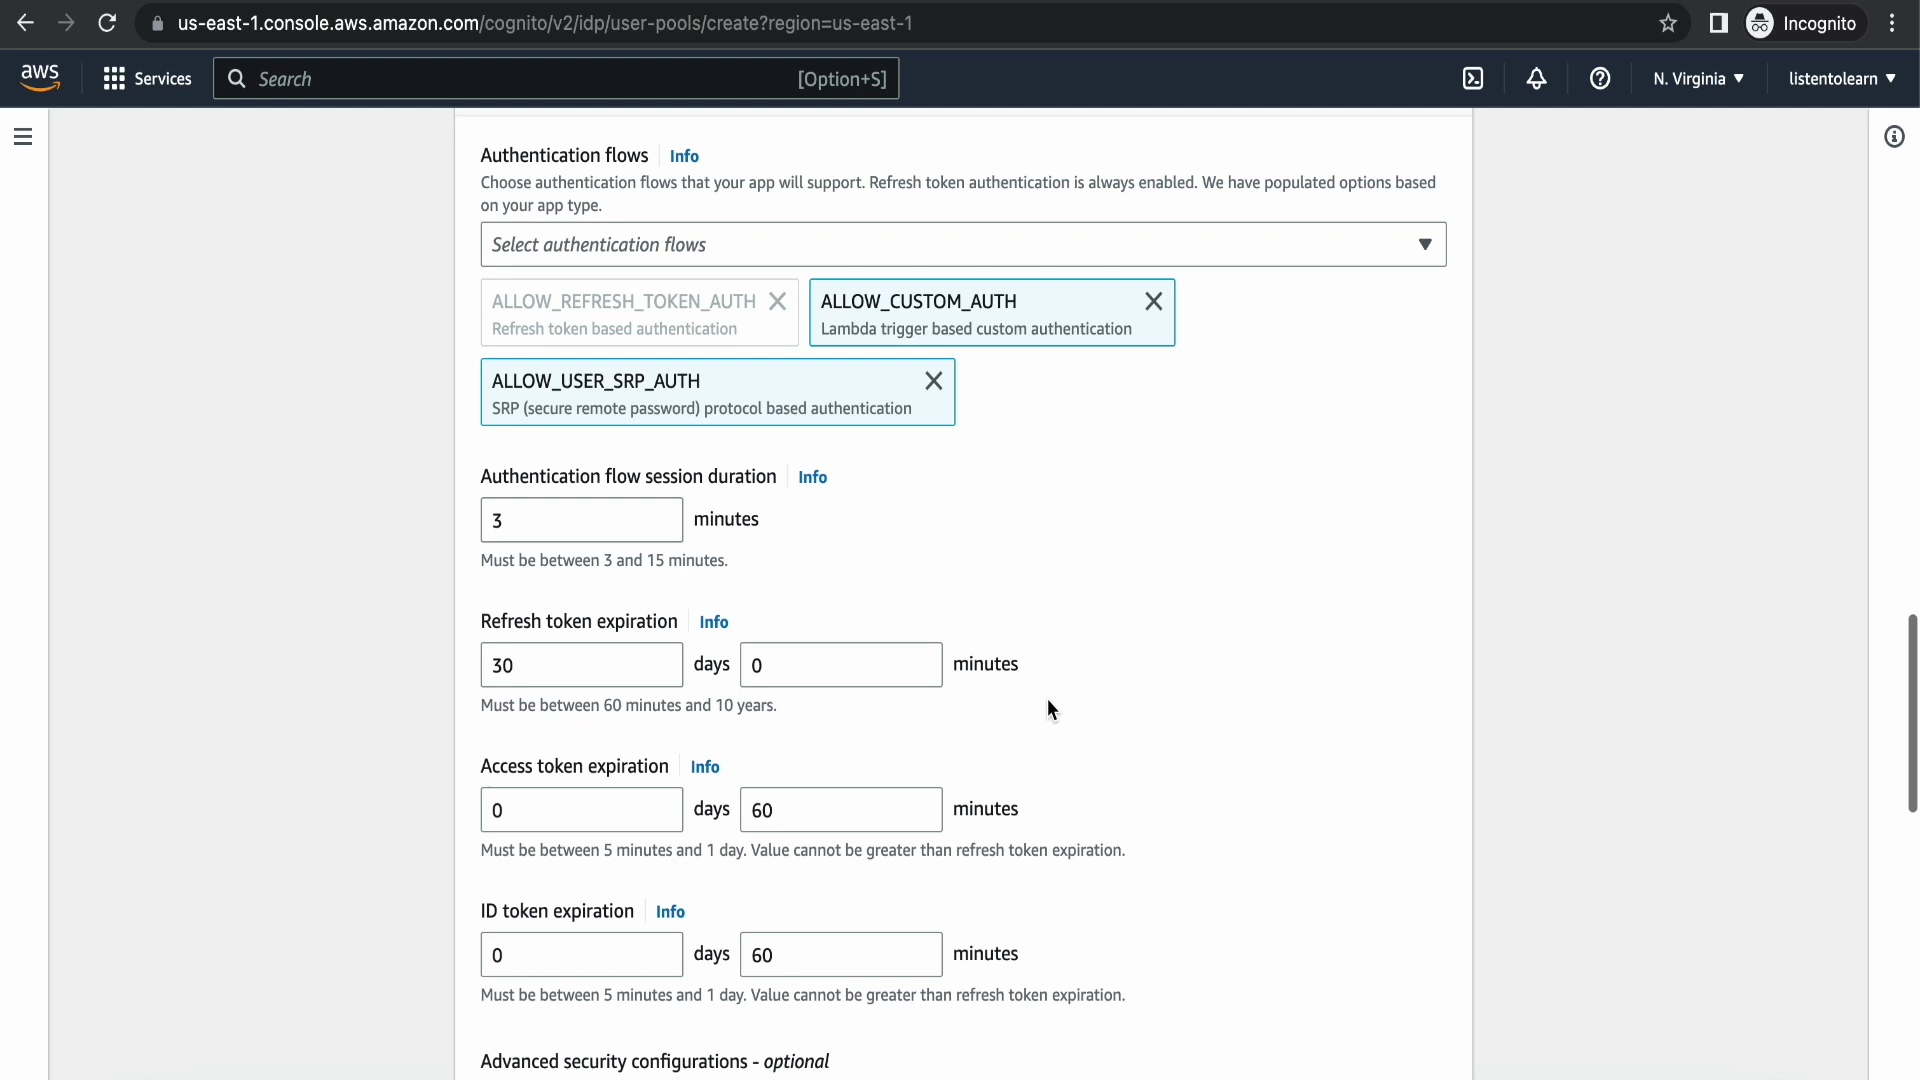 us-east-1.console.aws.amazon.com/cognito/v2/idp/user-pools/create?region=us-east-1
Incognito
aws
Services
Search
[Option+S]
N. Virginia
listentolearn
Authentication flows Info
Choose authentication flows that your app will support. Refresh token authentication is always enabled. We have populated options based
on your app type.
Select authentication flows
ALLOW_REFRESH_TOKEN_AUTH
Refresh token based authentication
ALLOW_CUSTOM_AUTH
Lambda trigger based custom authentication
ALLOW_USER_SRP_AUTH
SRP (secure remote password) protocol based authentication
Authentication flow session duration Info
3 minutes
Must be between 3 and 15 minutes.
Refresh token expiration Info
30 days 0 minutes
Must be between 60 minutes and 10 years.
Access token expiration Info
0 days 60 minutes
Must be between 5 minutes and 1 day. Value cannot be greater than refresh token expiration.
ID token expiration Info
0 days 60 minutes
Must be between 5 minutes and 1 day. Value cannot be greater than refresh token expiration.
Advanced security configurations - optional